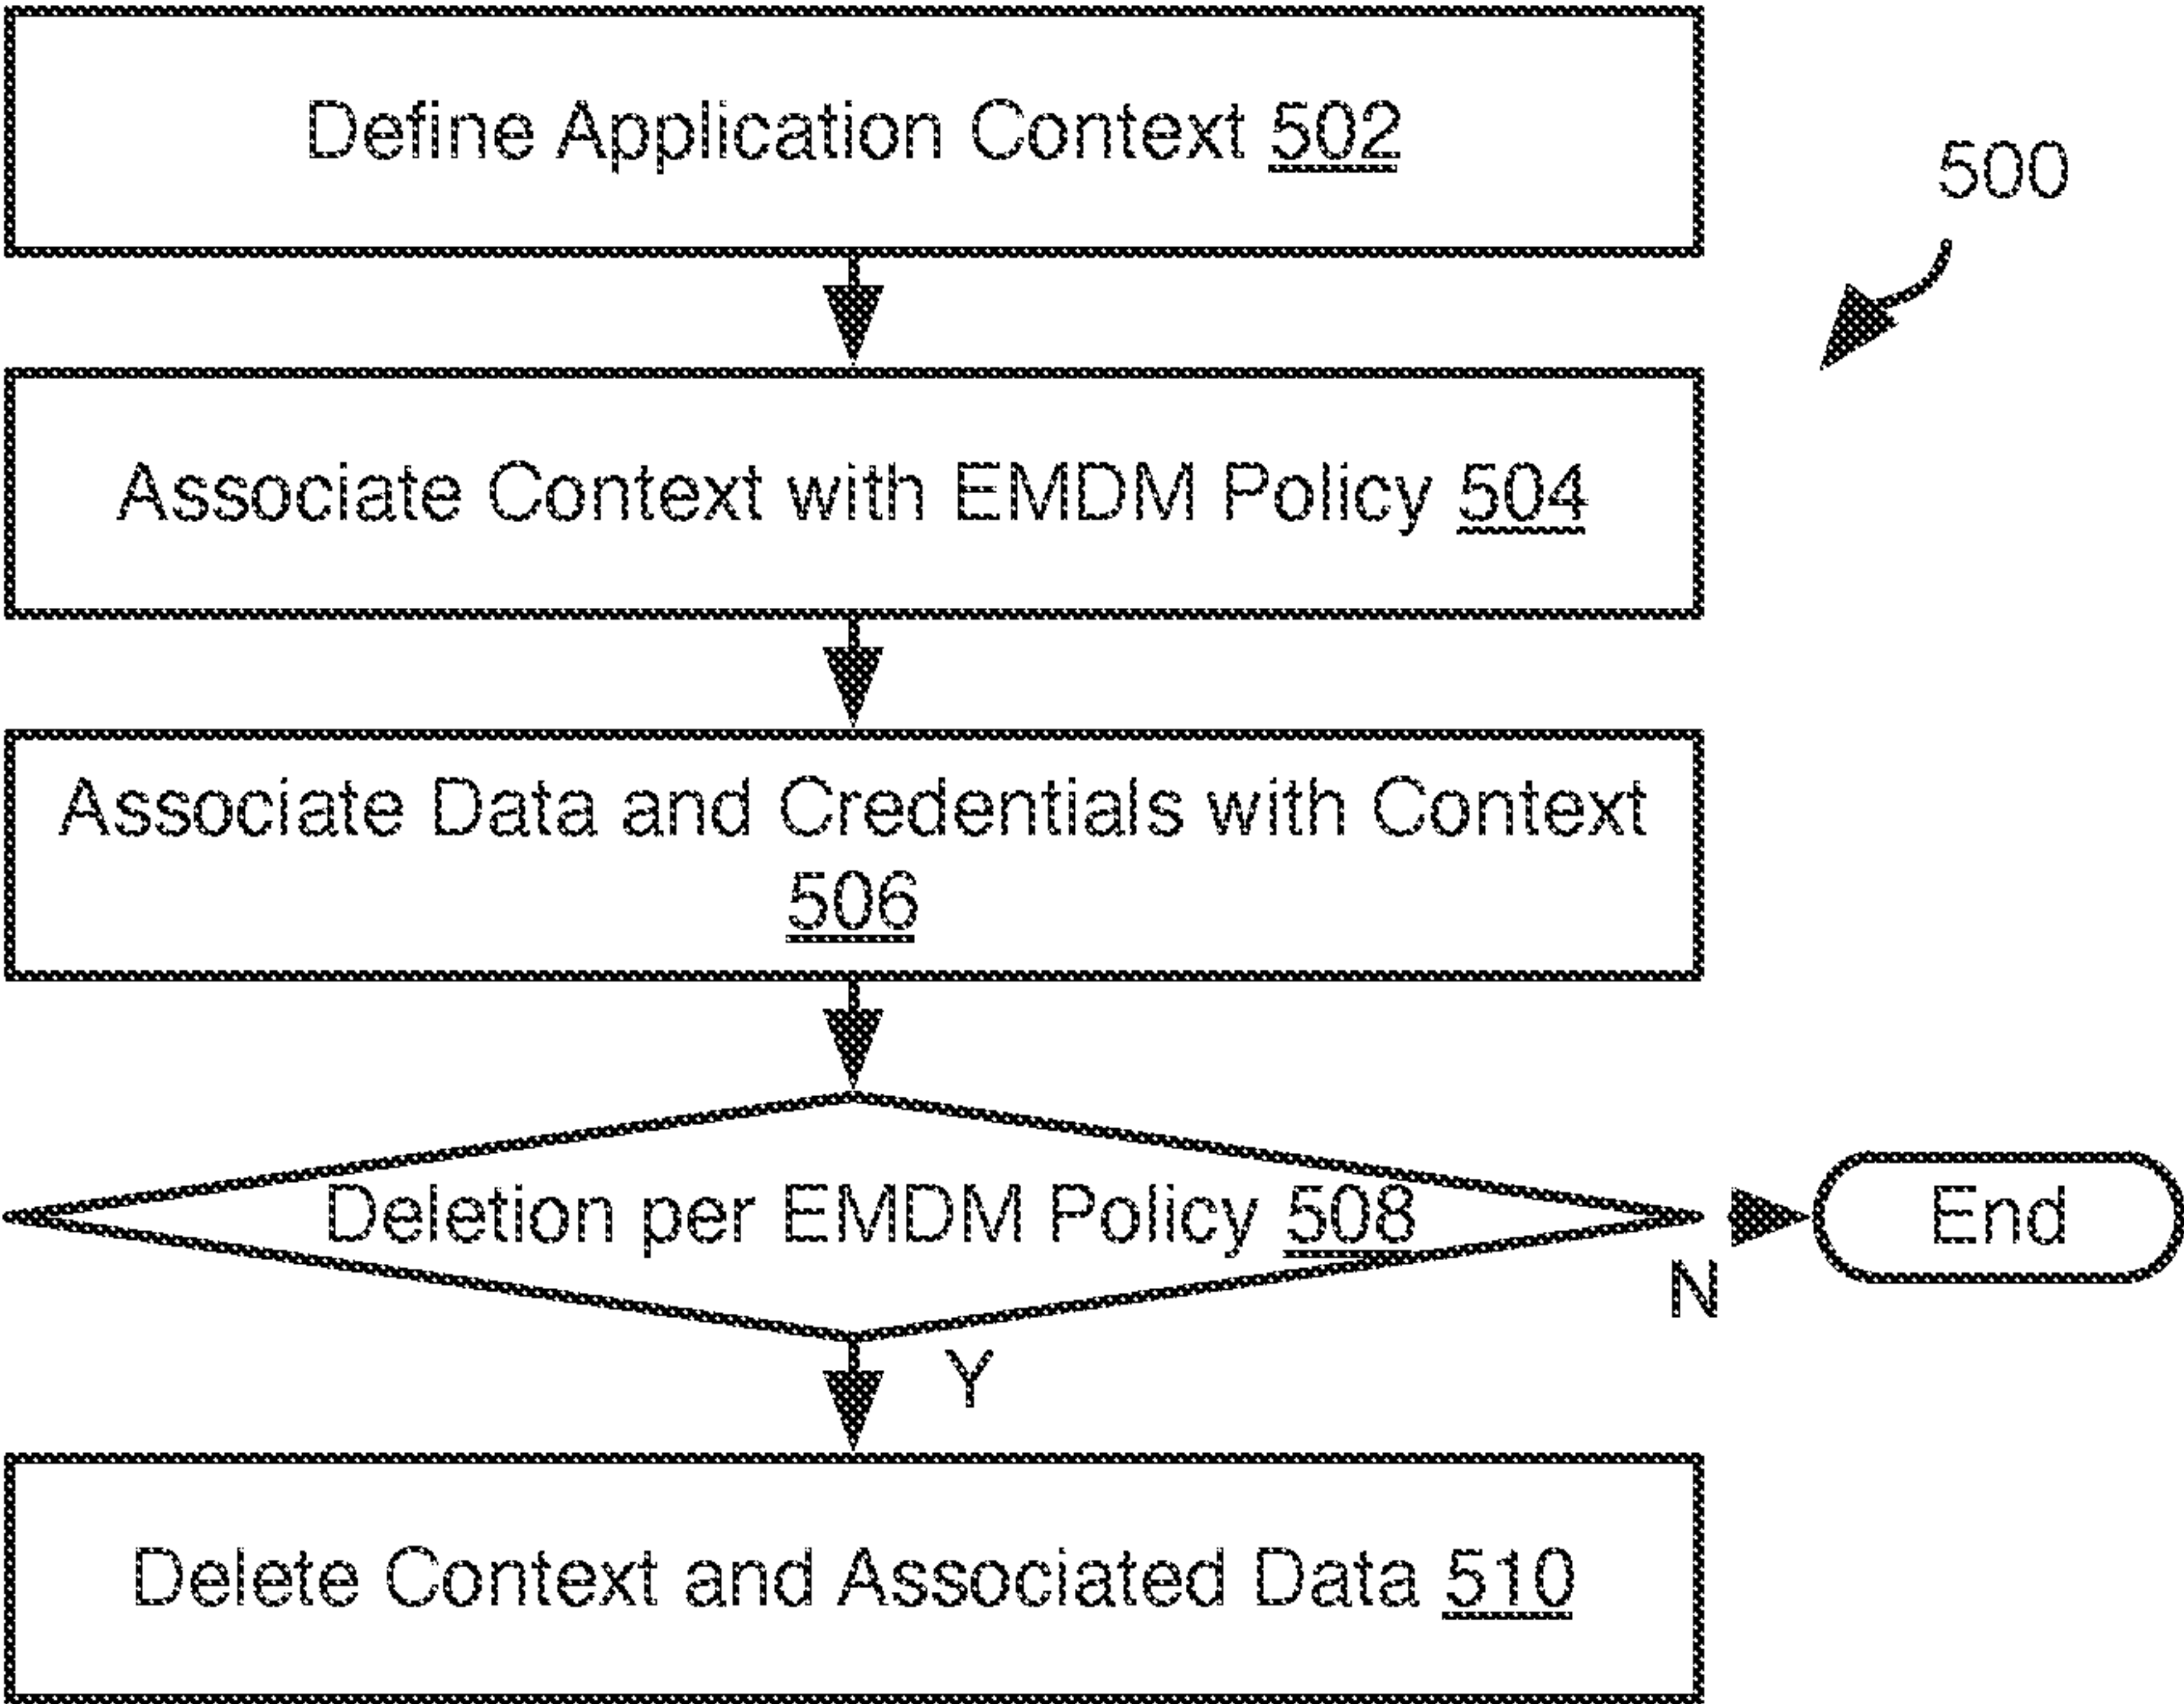 Define Application Context 502
500
Associate Context with EMDM Policy 504
Associate Data and Credentials with Context
506
Deletion per EMDM Policy 508
End
N
Y
Delete Context and Associated Data 510